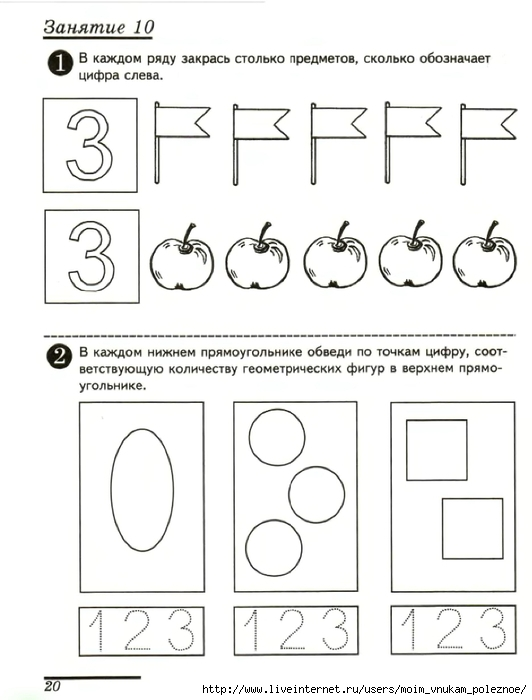 Занятие 10
1 В каждом ряду закрась столько предметов, сколько обозначает
цифра слева.
3
3
2 В каждом нижнем прямоугольнике обведи по точкам цифру, соот-
ветствующую количеству геометрических фигур в верхнем прямо-
угольнике.
1 2 3 1 2 3 1 2 3
20
http://www.liveinternet.ru/users/moim_vnukam_poleznoe/